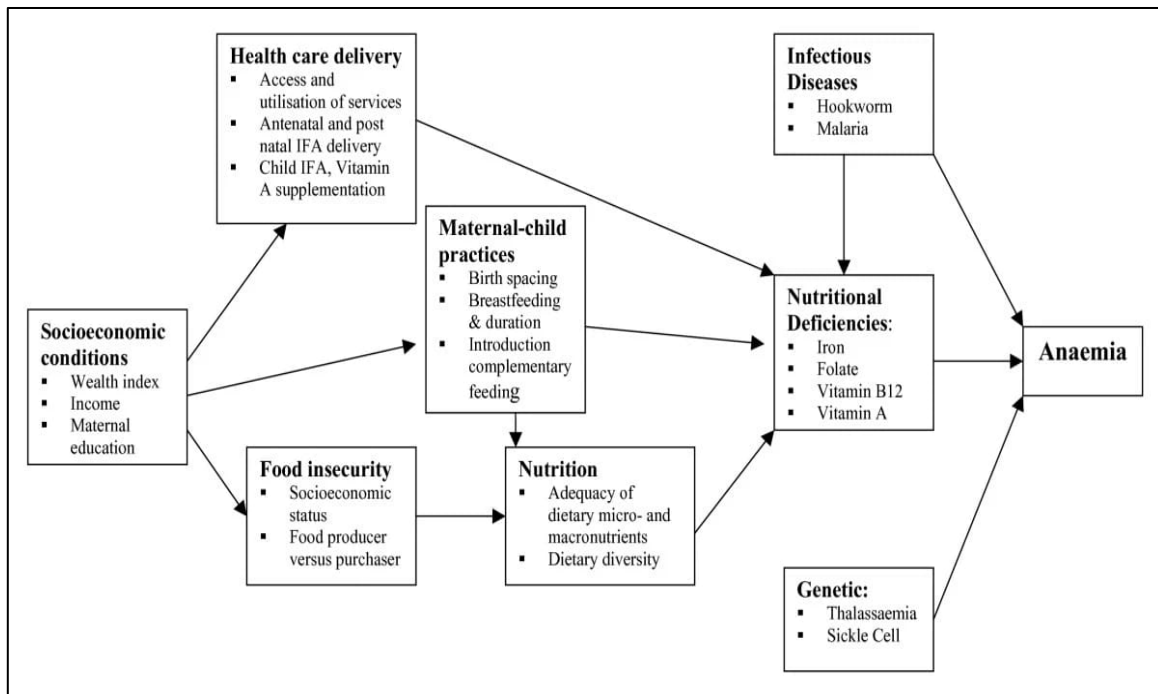 Health care delivery
▪ Access and
utilisation of services
▪ Antenatal and post
natal IFA delivery
▪ Child IFA, Vitamin
A supplementation
Infectious
Diseases
▪ Hookworm
▪ Malaria
Maternal-child
practices
▪ Birth spacing
▪ Breastfeeding
& duration
▪ Introduction
complementary
feeding
Socioeconomic
conditions
▪ Wealth index
▪ Income
▪ Maternal
education
Nutritional
Deficiencies:
▪ Iron
▪ Folate
▪ Vitamin B12
▪ Vitamin A
Anaemia
Food insecurity
▪ Socioeconomic
status
▪ Food producer
versus purchaser
Nutrition
▪ Adequacy of
dietary micro- and
macronutrients
▪ Dietary diversity
Genetic:
▪ Thalassaemia
▪ Sickle Cell